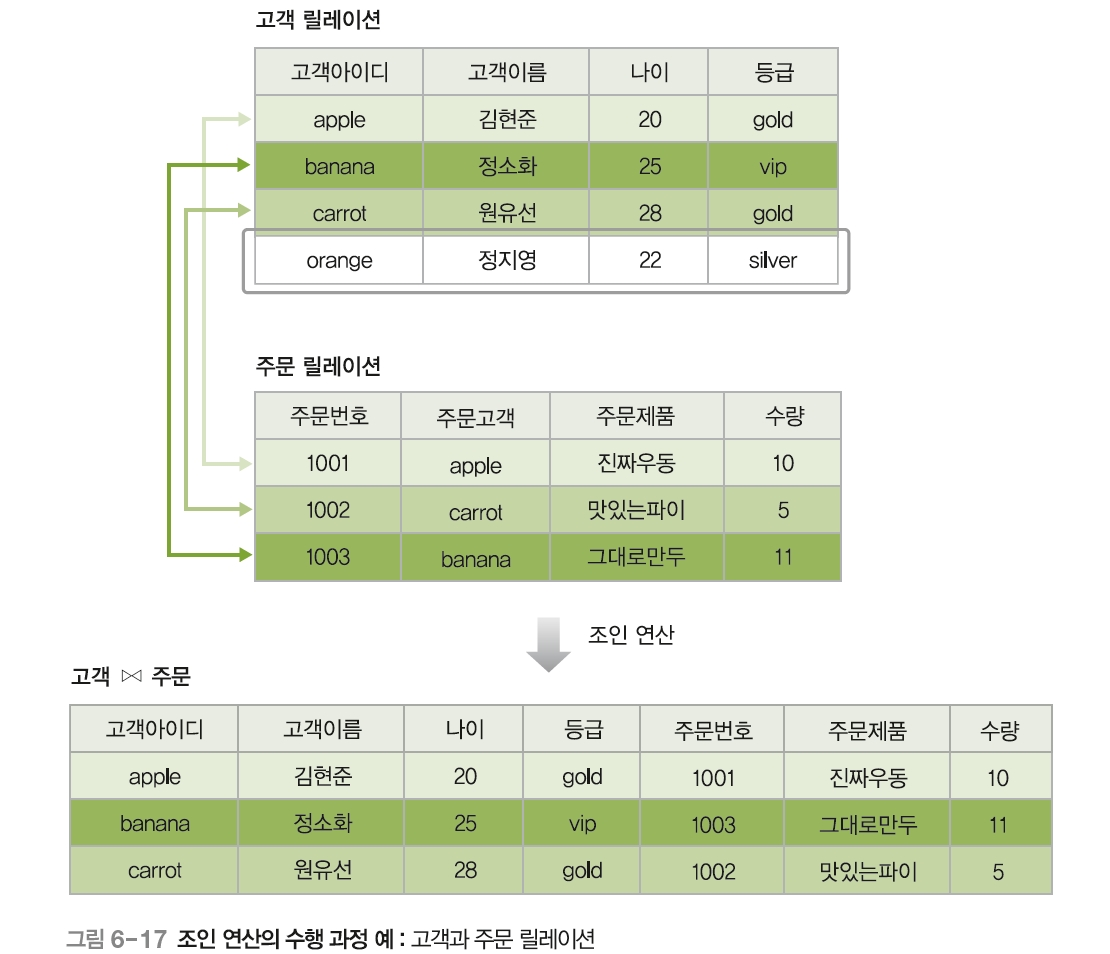 고객 릴레이션
고객아이디 고객이름 나이 등급
apple 김현준 20 gold
banana 정소화 25 vip
carrot 원유선 28 gold
orange 정지영 22 silver
주문 릴레이션
주문번호 주문고객 주문제품 수량
1001 apple 진짜우동 10
1002 carrot 맛있는파이 5
1003 banana 그대로만두 11
조인 연산
고객 ⋈ 주문
고객아이디 고객이름 나이 등급 주문번호 주문제품 수량
apple 김현준 20 gold 1001 진짜우동 10
banana 정소화 25 vip 1003 그대로만두 11
carrot 원유선 28 gold 1002 맛있는파이 5
그림 6-17 조인 연산의 수행 과정 예 : 고객과 주문 릴레이션